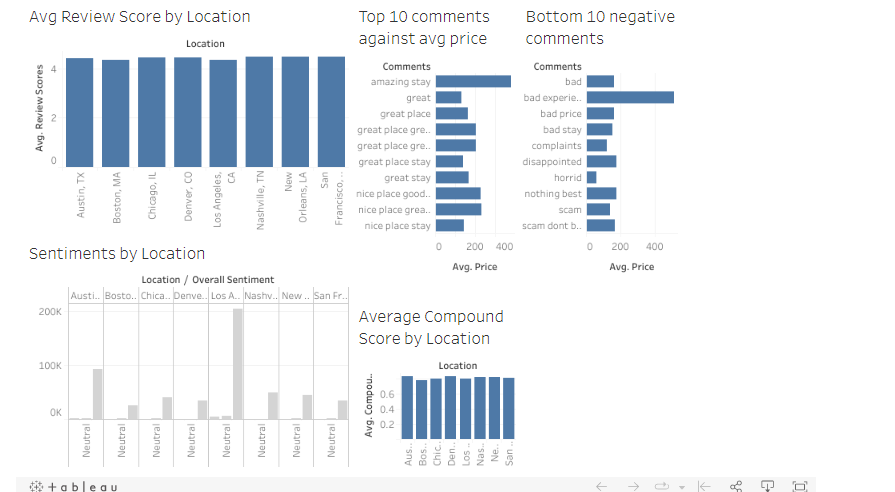 Avg Review Score by Location
Location
Avg. Review Scores
4
2
0
Austin, TX
Boston, MA
Chicago, IL
Denver, CO
Los Angeles,
CA
Nashville, TN
New
Orleans, LA
San
Francisco,...
Top 10 comments
against avg price
Comments
amazing stay
great
great place
great place gre..
great place gre..
great place stay
great stay
nice place good..
nice place grea..
nice place stay
0 200 400
Avg. Price
Bottom 10 negative
comments
Comments
bad
bad experie..
bad price
bad stay
complaints
disappointed
horrid
nothing best
scam
scam dont b..
0 200 400
Avg. Price
Sentiments by Location
Location / Overall Sentiment
Austi.. Bosto.. Chica.. Denve.. Los A.. Nashv.. New .. San Fr..
200K
100K
0K
Neutral Neutral Neutral Neutral Neutral Neutral Neutral Neutral
Average Compound
Score by Location
Location
Avg. Compou..
0.6
0.4
0.2
Aus.. Bos.. Chic.. Den.. Los .. Nas.. Ne.. San ..
+ableau